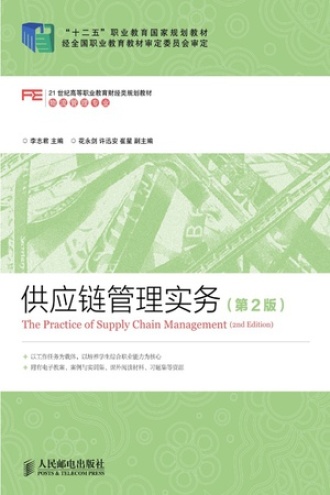 “十二五”职业教育国家规划教材
经全国职业教育教材审定委员会审定
21世纪高等职业教育财经类规划教材
物流管理专业
李志君 主编 花永剑 许迅安 崔星 副主编
供应链管理实务(第2版)
The Practice of Supply Chain Management (2nd Edition)
以工作任务为载体,以培养学生综合职业能力为核心
拥有电子教案、案例与实训版、课外阅读材料、习题集等资源
人民邮电出版社
POSTS & TELECOM PRESS